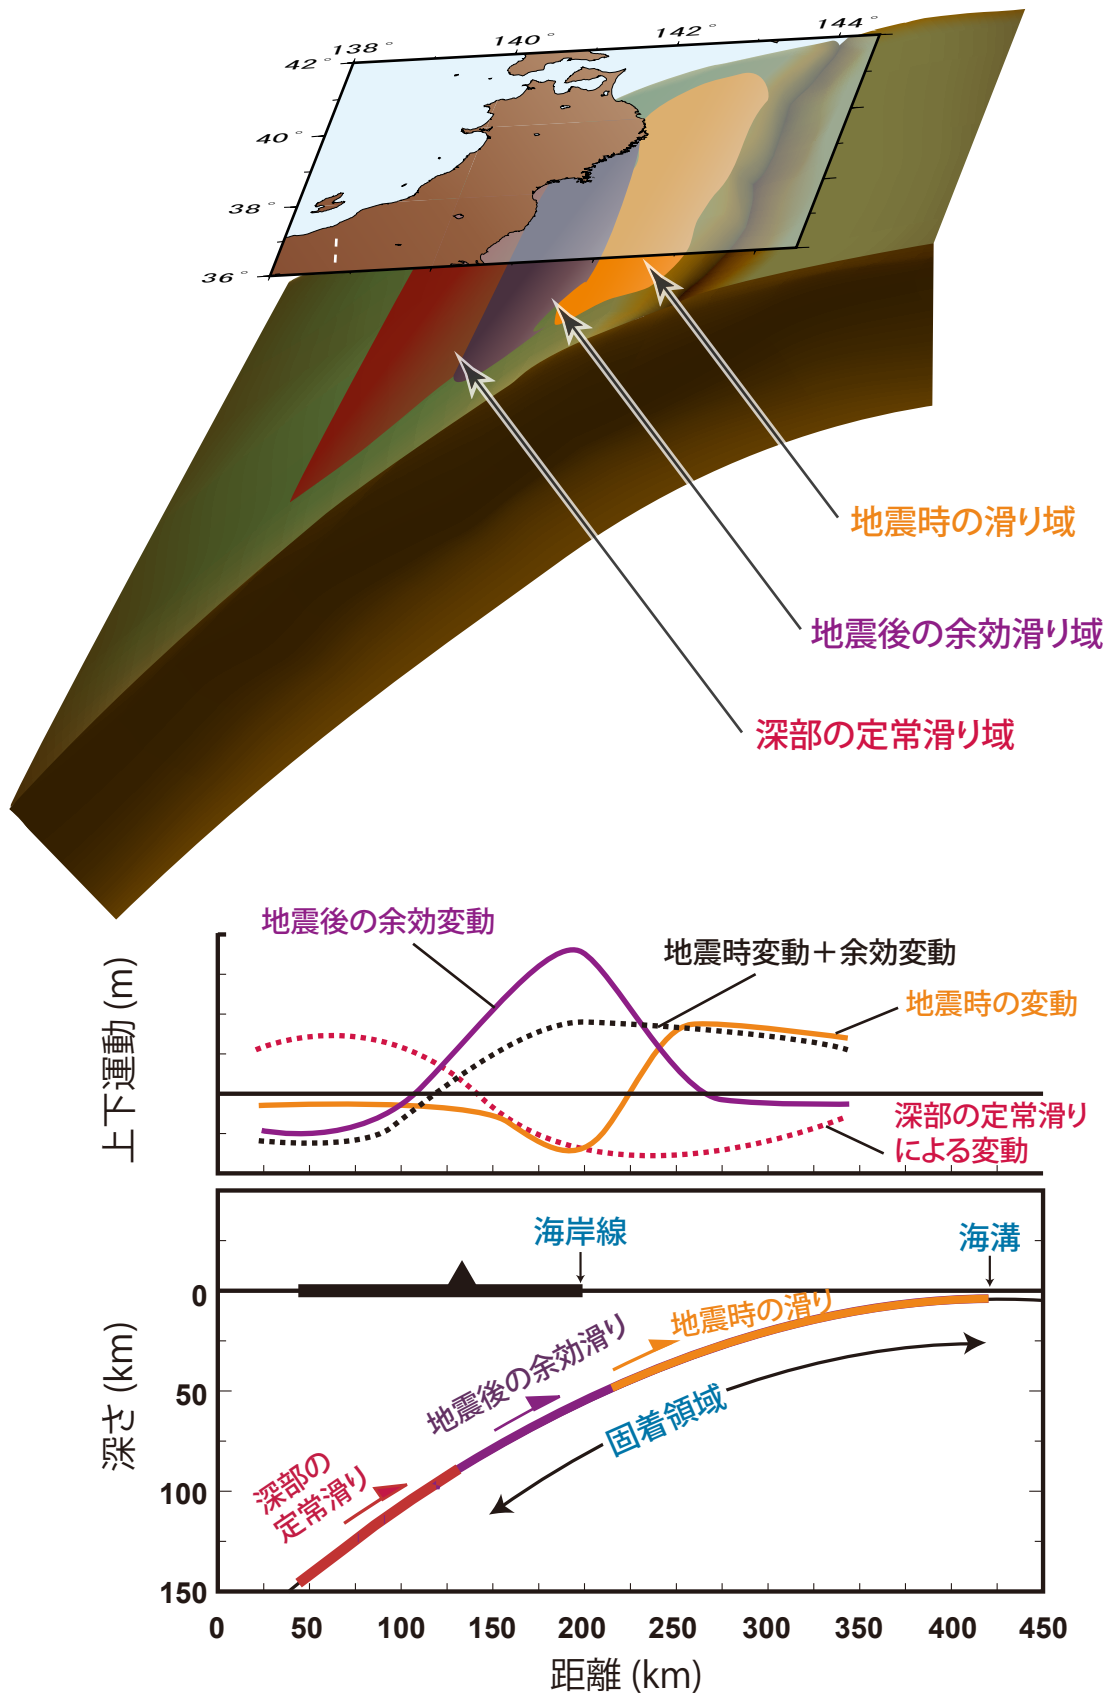 138°
140°
142°
144°
42°
40°
38°
36°
地震時の滑り域
地震後の余効滑り域
深部の定常滑り域
上下運動 (m)
地震後の余効変動
地震時変動＋余効変動
地震時の変動
深部の定常滑り
による変動
海岸線
海溝
深さ (km)
0
50
100
150
地震時の滑り
地震後の余効滑り
固着領域
深部の
定常滑り
0
50
100
150
200
250
300
350
400
450
距離 (km)